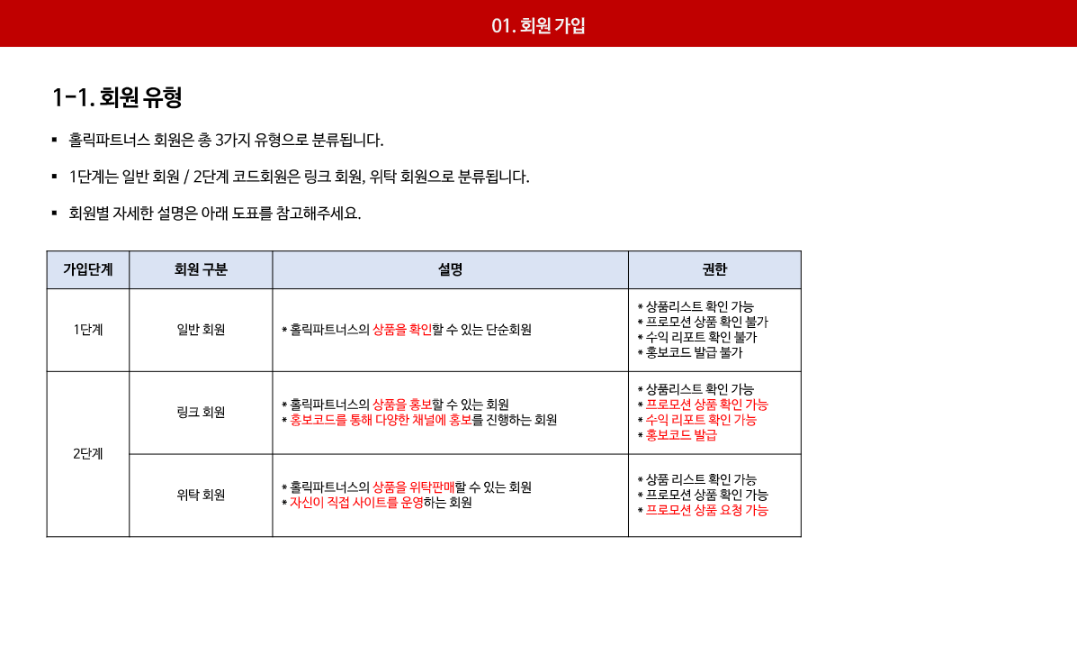 01. 회원 가입
1-1. 회원 유형
▪ 홀릭파트너스 회원은 총 3가지 유형으로 분류됩니다.
▪ 1단계는 일반 회원 / 2단계 코드회원은 링크 회원, 위탁 회원으로 분류됩니다.
▪ 회원별 자세한 설명은 아래 도표를 참고해주세요.
가입단계 회원 구분 설명 권한
1단계
일반 회원
* 홀릭파트너스의 상품을 확인할 수 있는 단순회원
* 상품리스트 확인 가능
* 프로모션 상품 확인 불가
* 수익 리포트 확인 불가
* 홍보코드 발급 불가
2단계
링크 회원
* 홀릭파트너스의 상품을 홍보할 수 있는 회원
* 홍보코드를 통해 다양한 채널에 홍보를 진행하는 회원
* 상품리스트 확인 가능
* 프로모션 상품 확인 가능
* 수익 리포트 확인 가능
* 홍보코드 발급
위탁 회원
* 홀릭파트너스의 상품을 위탁판매할 수 있는 회원
* 자신이 직접 사이트를 운영하는 회원
* 상품 리스트 확인 가능
* 프로모션 상품 확인 가능
* 프로모션 상품 요청 가능